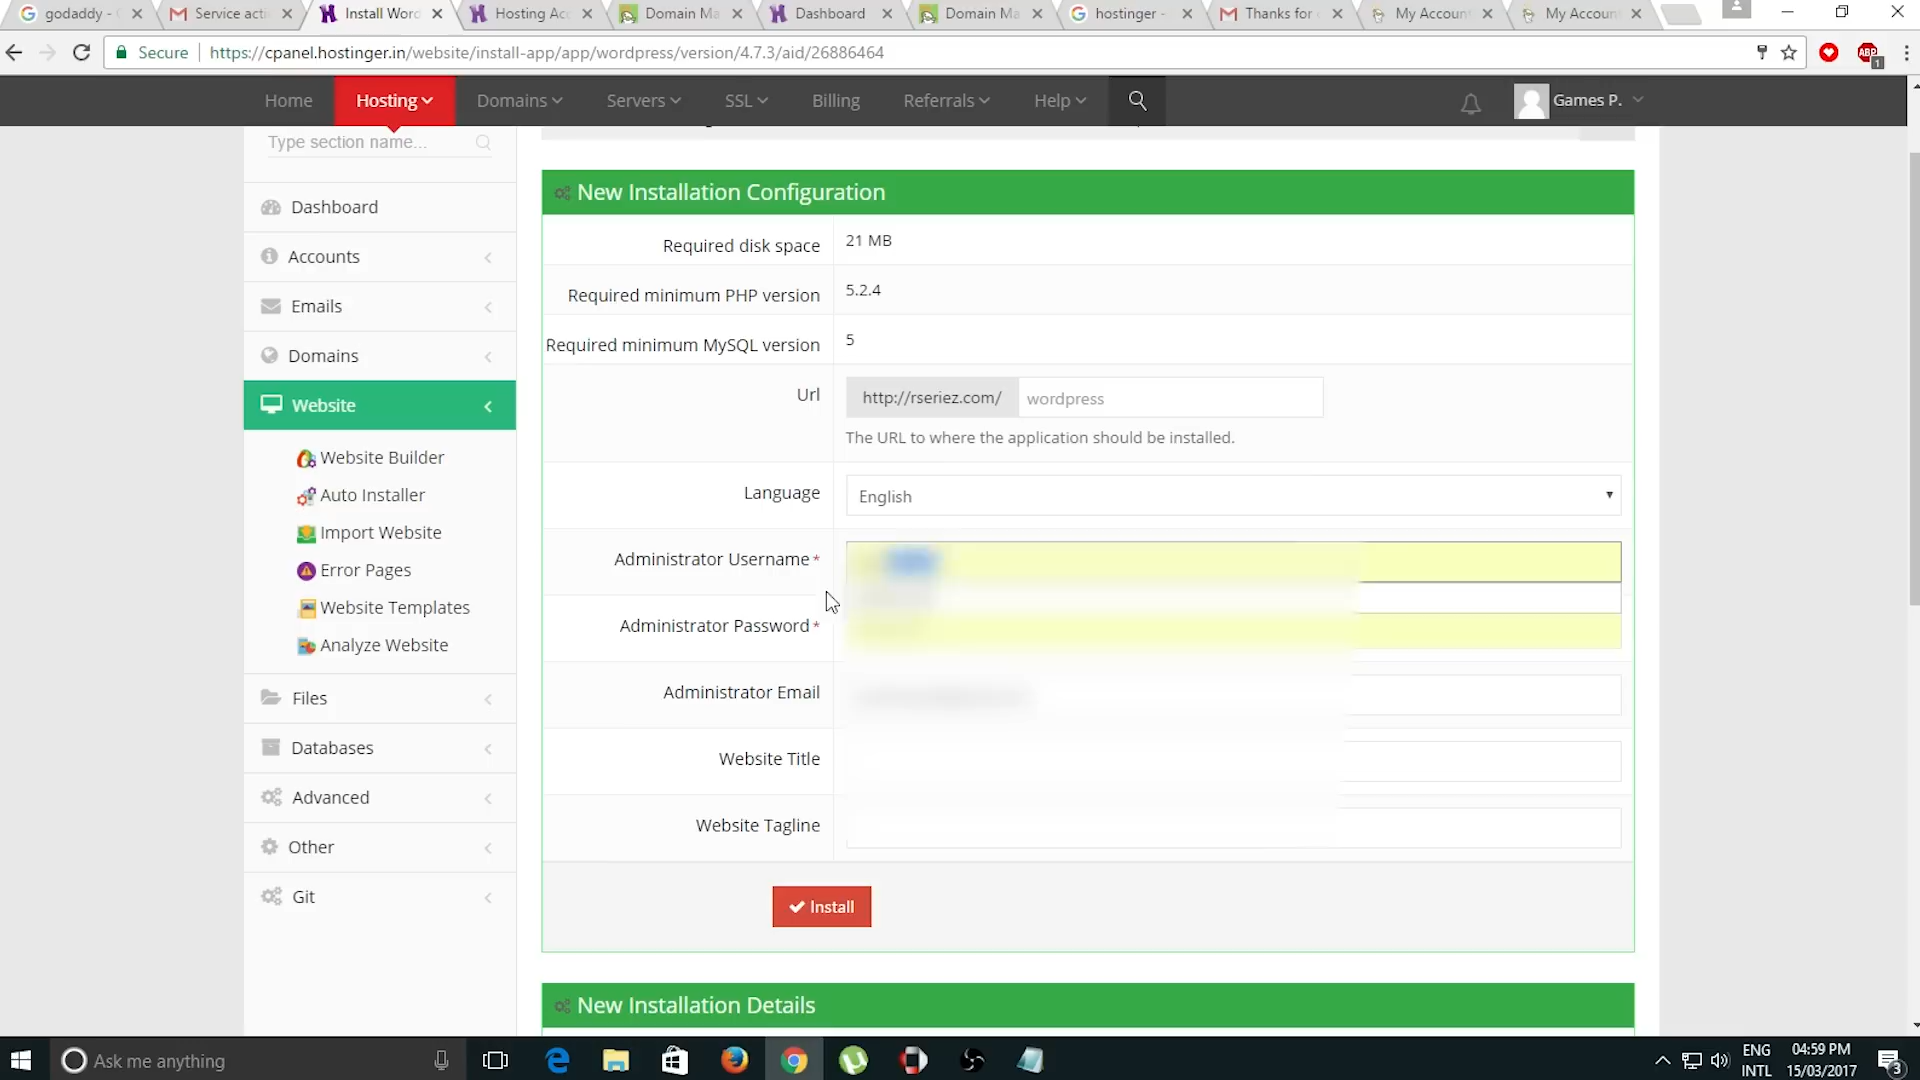 godaddy -
Service acti
Install Word
Hosting Acc
Domain Ma
Dashboard
Domain Ma
hostinger -
Thanks for
My Account
My Account
Secure
https://cpanel.hostinger.in/website/install-app/app/wordpress/version/4.7.3/aid/26886464
ABP
1
Home
Hosting
Domains
Servers
SSL
Billing
Referrals
Help
Games P.
Type section name...
Dashboard
Accounts
Emails
Domains
Website
Website Builder
Auto Installer
Import Website
Error Pages
Website Templates
Analyze Website
Files
Databases
Advanced
Other
Git
New Installation Configuration
Required disk space
21 MB
Required minimum PHP version
5.2.4
Required minimum MySQL version
5
Url
http://rseriez.com/
wordpress
The URL to where the application should be installed.
Language
English
Administrator Username*
Administrator Password*
Administrator Email
Website Title
Website Tagline
Install
New Installation Details
Ask me anything
ENG
INTL
04:59 PM
15/03/2017
3